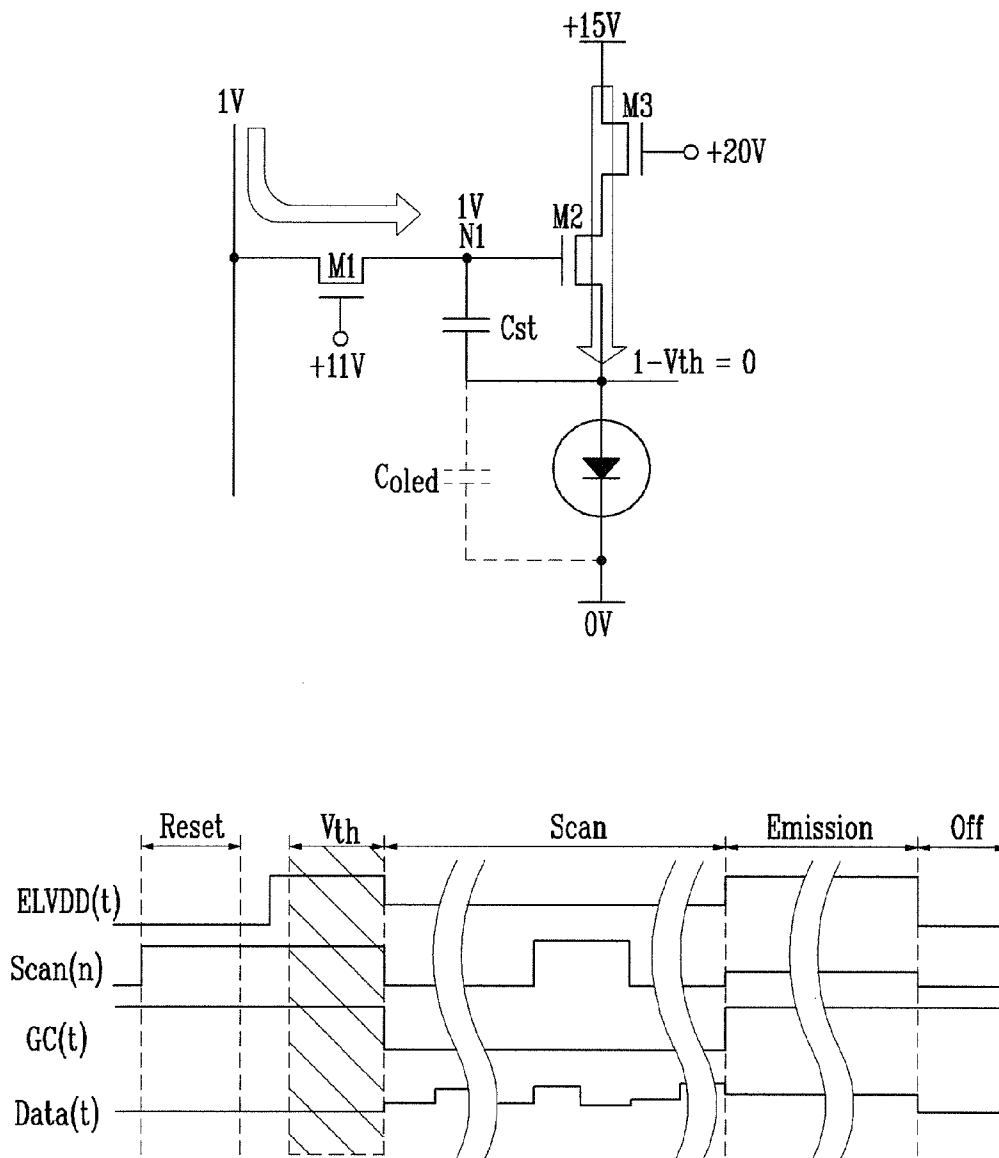 +15V
1V
M3
+20V
1V
N1
M2
M1
Cst
+11V
1-Vth = 0
Coled
0V
Reset
Vth
Scan
Emission
Off
ELVDD(t)
Scan(n)
GC(t)
Data(t)